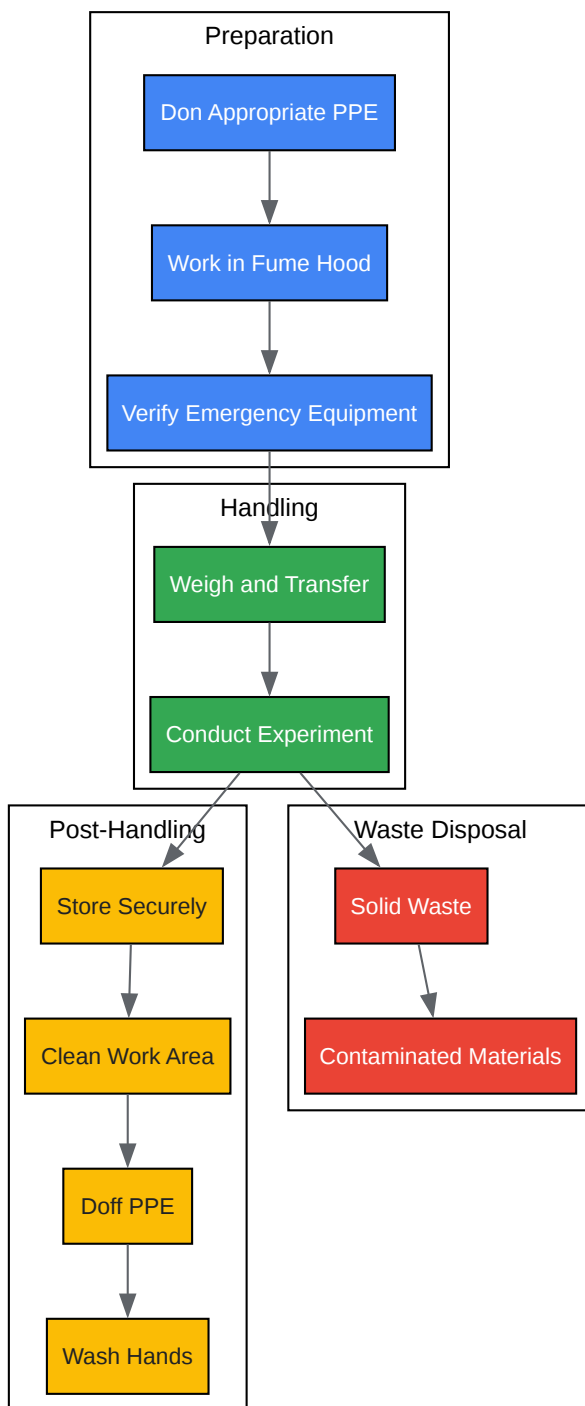 Preparation
Don Appropriate PPE
Work in Fume Hood
Verify Emergency Equipment
Handling
Weigh and Transfer
Conduct Experiment
Post-Handling
Store Securely
Clean Work Area
Doff PPE
Wash Hands
Waste Disposal
Solid Waste
Contaminated Materials